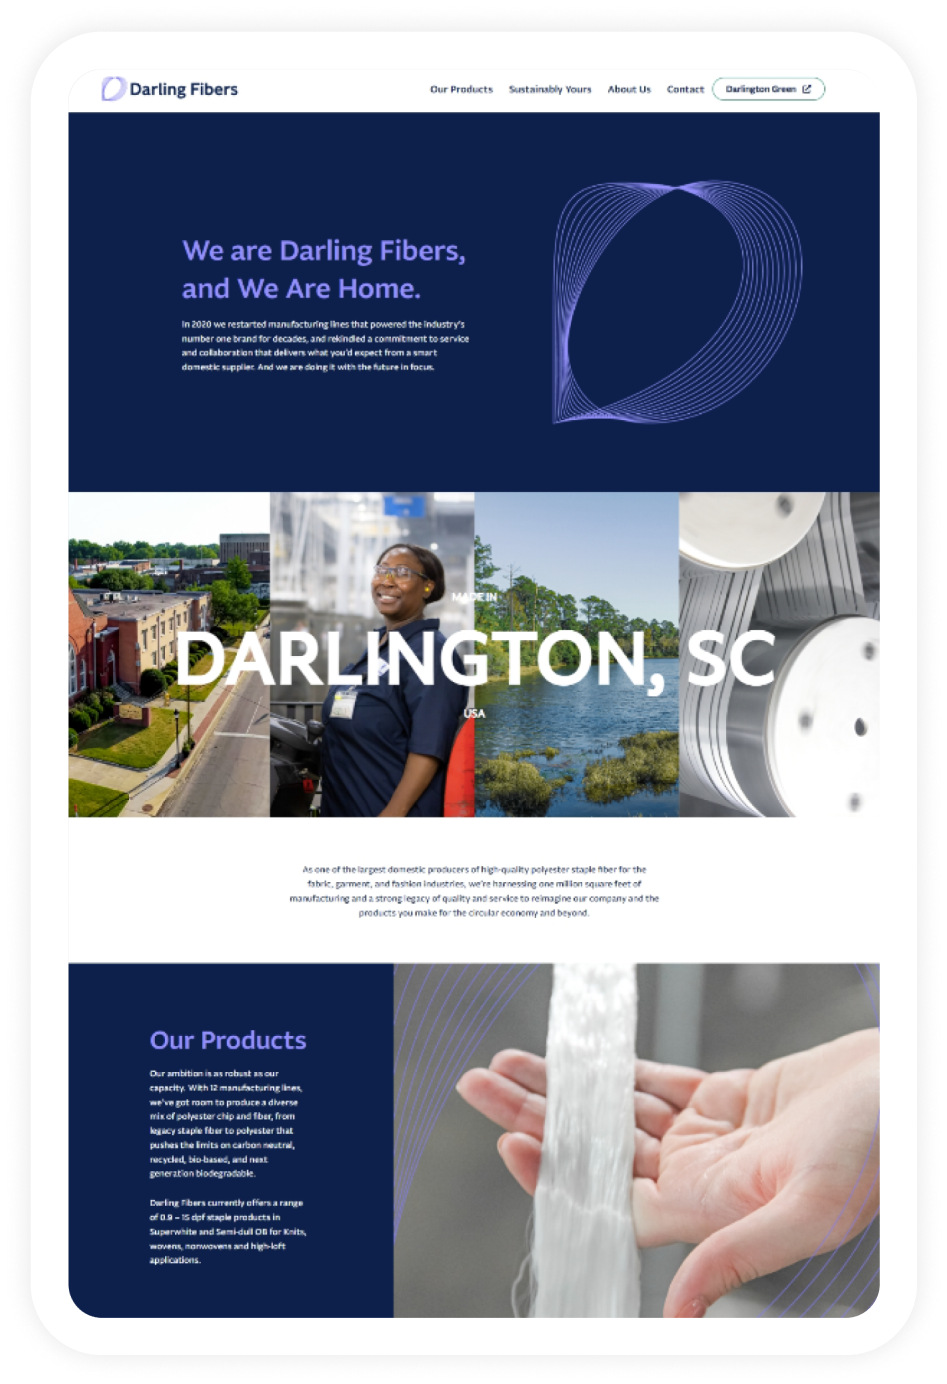 Darling Fibers
Our Products Sustainably Yours About Us Contact Darlington Green
We are Darling Fibers,
and We Are Home.
In 2020 we restarted manufacturing lines that powered the industry's
number one brand for decades, and rekindled a commitment to service
and collaboration that delivers what you'd expect from a smart
domestic supplier. And we are doing it with the future in focus.
MADE IN
DARLINGTON, SC
USA
As one of the largest domestic producers of high-quality polyester staple fiber for the
fabric, garment, and fashion industries, we're harnessing one million square feet of
manufacturing and a strong legacy of quality and service to reimagine our company and the
products you make for the circular economy and beyond.
Our Products
Our ambition is as robust as our
capacity. With 12 manufacturing lines,
we've got room to produce a diverse
mix of polyester chip and fiber, from
legacy staple fiber to polyester that
pushes the limits on carbon neutral,
recycled, bio-based, and next
generation biodegradable.
Darling Fibers currently offers a range
of 0.9 – 15 dpf staple products in
Superwhite and Semi-dull OB for Knits,
wovens, nonwovens and high-loft
applications.